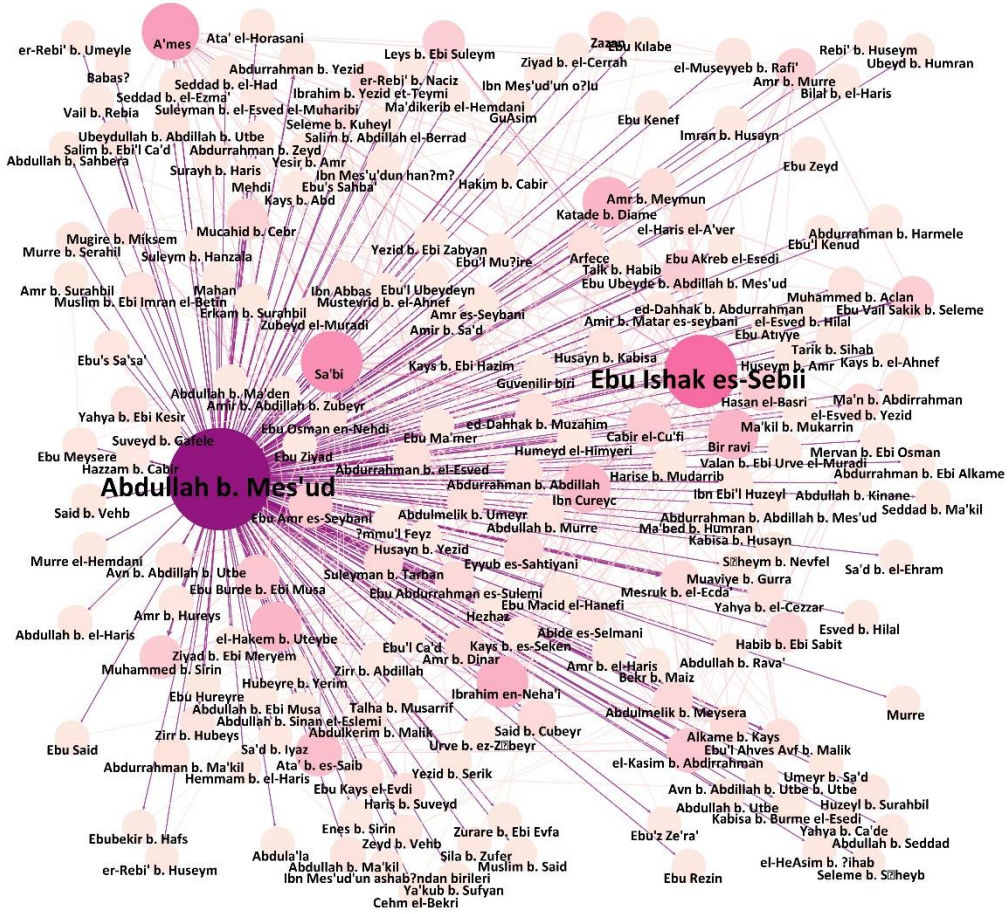 A'mes
Ata' el-Horasani
er-Rebi' b. Umeyle
Leys b. Ebi Suleym
Zazan
Ebu Kılabe
Ziyad b. el-Cerrah
Rebi' b. Huseym
Ubeyd b. Humran
el-Museyyeb b. Rafi'
Amr b. Murre
Bilal b. el-Haris
Babas?
Seddad b. el-Had
Abdurrahman b. Yezid
er-Rebi' b. Naciz
Ibrahim b. Yezid et-Teymi
Ibn Mes'ud'un o?lu
Seddad b. el-Ezma'
Ma'dikerib el-Hemdani
Vail b. Rebia
Suleyman b. el-Esved el-Muharibi
GuAsim
Seleme b. Kuheyl
Ebu Kenef
Ubeydullah b. Abdillah b. Utbe
Salim b. Abdillah el-Berrad
Imran b. Husayn
Salim b. Ebi'l Ca'd
Abdurrahman b. Zeyd
Abdullah b. Sahbera
Yesir b. Amr
Ebu Zeyd
Surayh b. Haris
Ibn Mes'u'dun han?m?
Mehdi
Ebu's Sahba'
Hakim b. Cabir
Kays b. Abd
Amr b. Meymun
Katade b. Diame
Mucahid b. Cebr
el-Haris el-A'ver
Abdurrahman b. Harmele
Mugire b. Miksem
Ebu'l Kenud
Murre b. Serahil
Suleym b. Hanzala
Yezid b. Ebi Zabyan
Ebu'l Mu?ire
Arfece
Ebu Akreb el-Esedi
Talk b. Habib
Ebu Ubeyde b. Abdillah b. Mes'ud
Mahan
Ibn Abbas
Ebu'l Ubeydeyn
Amr b. Surahbil
Muslim b. Ebi Imran el-Betin
Mustevrid el-Ahnef
Muhammed b. Aclan
Erkam b. Surahbil
Amr es-Seybani
ed-Dahhak b. Abdurrahman
Ebu Vail Sakik b. Seleme
Zubeyd el-Muradi
Amir b. Sa'd
Amir b. Matar es-seybani
el-Esved b. Hilal
Ebu Atıyye
Ebu's Sa'sa'
Husayn b. Kabisa
Tarik b. Sihab
Sa'bi
Kays b. Ebi Hazim
Huseym b. Amr
Kays b. el-Ahnef
Guvenilir biri
Ebu Ishak es-Sebii
Abdullah b. Ma'den
Yahya b. Ebi Kesir
Amir b. Abdillah b. Zubeyr
Hasan el-Basri
Ma'n b. Abdirrahman
el-Esved b. Yezid
Ebu Osman en-Nehdi
ed-Dahhak b. Muzahim
Ma'kil b. Mukarrin
Suveyd b. Gafele
Ebu Ma'mer
Cabir el-Cu'fi
Bir ravi
Ebu Meysere
Ebu Ziyad
Humeyd el-Himyeri
Valan b. Ebi Urve el-Muradi
Mervan b. Ebi Osman
Hazzam b. Cabir
Abdurrahman b. el-Esved
Harise b. Mudarrib
Abdurrahman b. Ebi Alkame
Abdullah b. Mes'ud
Abdurrahman b. Abdillah
Ibn Cureyc
Ibn Ebi'l Huzeyl
Abdullah b. Kinane
Said b. Vehb
Seddad b. Ma'kil
Ebu Amr es-Seybani
Abdulmelik b. Umeyr
Abdurrahman b. Abdillah b. Mes'ud
Abdullah b. Murre
Ma'bed b. Humran
?mmu'l Feyz
Kabisa b. Husayn
Murre el-Hemdani
Husayn b. Yezid
Eyyub es-Sahtiyani
Avn b. Abdillah b. Utbe
Suleyman b. Tarhan
Muaviye b. Gurra
Sa'd b. el-Ehram
Ebu Burde b. Ebi Musa
Ebu Abdurrahman es-Sulemi
Mesruk b. el-Ecda'
Yahya b. el-Cezzar
Amr b. Hureys
Ebu Macid el-Hanefi
Hezhaz
Abdullah b. el-Haris
Esved b. Hilal
el-Hakem b. Uteybe
Abide es-Selmani
Habib b. Ebi Sabit
Ziyad b. Ebi Meryem
Ebu'l Ca'd
Kays b. es-Seken
Muhammed b. Sirin
Zirr b. Abdillah
Amr b. Dinar
Amr b. el-Haris
Abdullah b. Rava'
Hubeyre b. Yerim
Bekr b. Maiz
Ebu Hureyre
Ibrahim en-Neha'i
Abdullah b. Ebi Musa
Talha b. Musarrif
Abdulmelik b. Meysera
Murre
Abdullah b. Sinan el-Eslemi
Abdulkerim b. Malik
Said b. Cubeyr
Alkame b. Kays
Ebu Said
Zirr b. Hubeys
Sa'd b. Iyaz
Ebu'l Ahves Avf b. Malik
Ata' b. es-Saib
el-Kasim b. Abdirrahman
Abdurrahman b. Ma'kil
Yezid b. Serik
Umeyr b. Sa'd
Hemmam b. el-Haris
Ebu Kays el-Evdi
Avn b. Abdillah b. Utbe b. Utbe
Haris b. Suveyd
Abdullah b. Utbe
Huzeyl b. Surahbil
Kabisa b. Burme el-Esedi
Ebubekir b. Hafs
Enes b. Sirin
Zurare b. Ebi Evfa
Ebu'z Ze'ra'
Yahya b. Ca'de
Zeyd b. Vehb
Abdullah b. Seddad
er-Rebi' b. Huseym
Abdula'la
Abdullah b. Ma'kil
Sila b. Zufer
Muslim b. Said
Ebu Rezin
el-HeAsim b. ?ihab
Ibn Mes'ud'un ashab?ndan birileri
Ya'kub b. Sufyan
Cehm el-Bekri